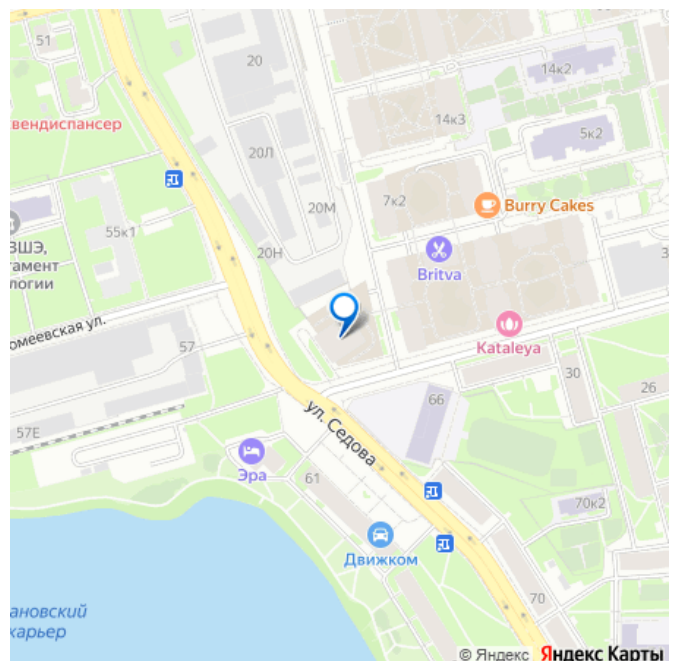 51
20
14к2
вендиспансер
14к3
5к2
20Л
7к2
Burry Cakes
20М
55к1
ВШЭ,
тамент
логии
20Н
Britva
3
омеевская ул.
57
Kataleya
30
26
66
ул. Седова
57Е
Эра
61
70к2
Движком
ановский
карьер
70
© Яндекс Яндекс Карты